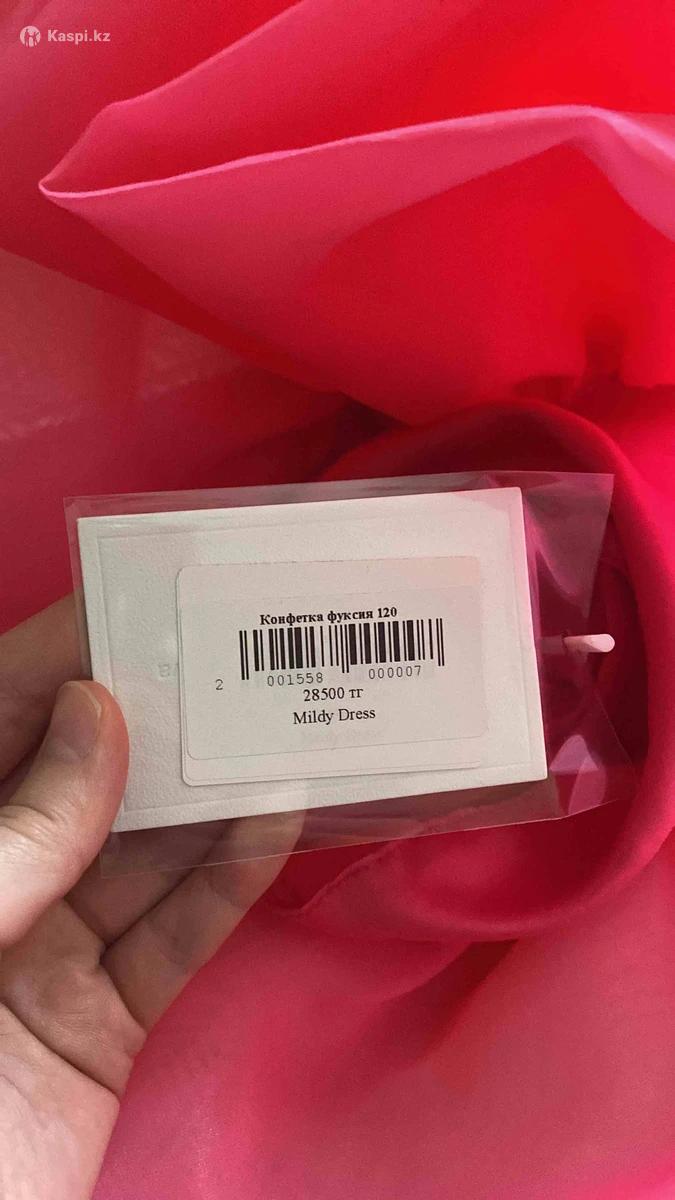 Kaspi.kz
Конфетка фуксия 120
2 001558 000007
28500 тг
Mildy Dress